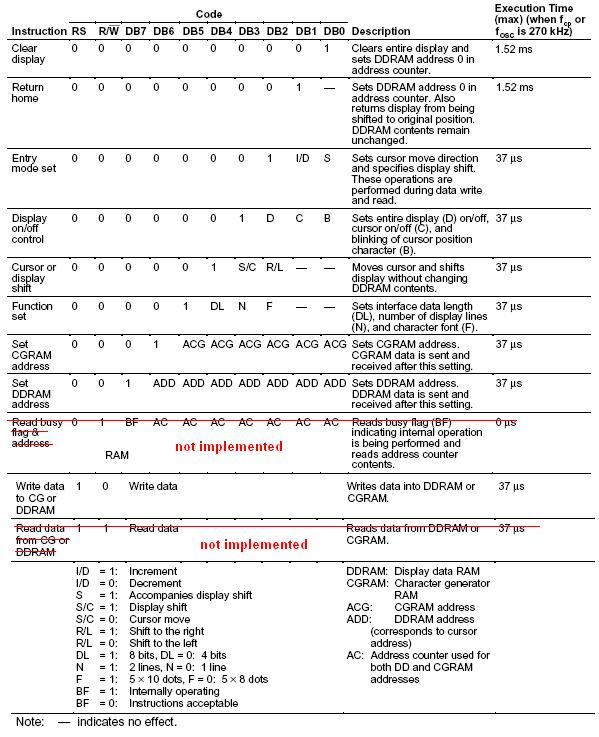 Code
Execution Time (max) (when fcp or fOSC is 270 kHz)
Instruction RS R/W DB7 DB6 DB5 DB4 DB3 DB2 DB1 DB0 Description
Clear display 0 0 0 0 0 0 0 0 0 1 Clears entire display and sets DDRAM address 0 in address counter. 1.52 ms
Return home 0 0 0 0 0 0 0 0 1 — Sets DDRAM address 0 in address counter. Also returns display from being shifted to original position. DDRAM contents remain unchanged. 1.52 ms
Entry mode set 0 0 0 0 0 0 0 1 I/D S Sets cursor move direction and specifies display shift. These operations are performed during data write and read. 37 µs
Display on/off control 0 0 0 0 0 0 1 D C B Sets entire display (D) on/off, cursor on/off (C), and blinking of cursor position character (B). 37 µs
Cursor or display shift 0 0 0 0 0 1 S/C R/L — — Moves cursor and shifts display without changing DDRAM contents. 37 µs
Function set 0 0 0 0 1 DL N F — — Sets interface data length (DL), number of display lines (N), and character font (F). 37 µs
Set CGRAM address 0 0 0 1 ACG ACG ACG ACG ACG ACG Sets CGRAM address. CGRAM data is sent and received after this setting. 37 µs
Set DDRAM address 0 0 1 ADD ADD ADD ADD ADD ADD ADD Sets DDRAM address. DDRAM data is sent and received after this setting. 37 µs
Read busy flag & address 0 1 BF AC AC AC AC AC AC AC Reads busy flag (BF) indicating internal operation is being performed and reads address counter contents. 0 µs
not implemented
RAM
Write data to CG or DDRAM 1 0 Write data Writes data into DDRAM or CGRAM. 37 µs
Read data from CG or DDRAM 1 1 Read data Reads data from DDRAM or CGRAM. 37 µs
not implemented
I/D = 1: Increment
I/D = 0: Decrement
S = 1: Accompanies display shift
S/C = 1: Display shift
S/C = 0: Cursor move
R/L = 1: Shift to the right
R/L = 0: Shift to the left
DL = 1: 8 bits, DL = 0: 4 bits
N = 1: 2 lines, N = 0: 1 line
F = 1: 5 × 10 dots, F = 0: 5 × 8 dots
BF = 1: Internally operating
BF = 0: Instructions acceptable
DDRAM: Display data RAM
CGRAM: Character generator
RAM
ACG: CGRAM address
ADD: DDRAM address
(corresponds to cursor
address)
AC: Address counter used for
both DD and CGRAM
addresses
Note: — indicates no effect.